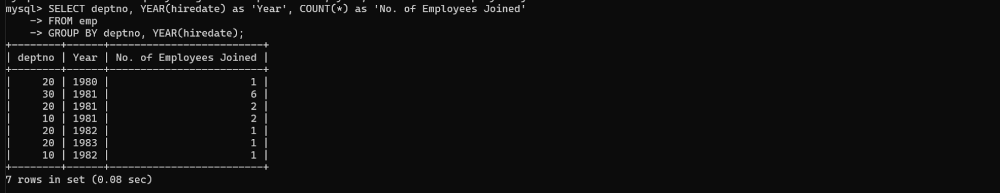 mysql> SELECT deptno, YEAR(hiredate) as 'Year', COUNT(*) as 'No. of Employees Joined'
    -> FROM emp
    -> GROUP BY deptno, YEAR(hiredate);
+--------+------+-------------------------+
| deptno | Year | No. of Employees Joined |
+--------+------+-------------------------+
|     20 | 1980 |                       1 |
|     30 | 1981 |                       6 |
|     20 | 1981 |                       2 |
|     10 | 1981 |                       2 |
|     20 | 1982 |                       1 |
|     20 | 1983 |                       1 |
|     10 | 1982 |                       1 |
+--------+------+-------------------------+
7 rows in set (0.08 sec)